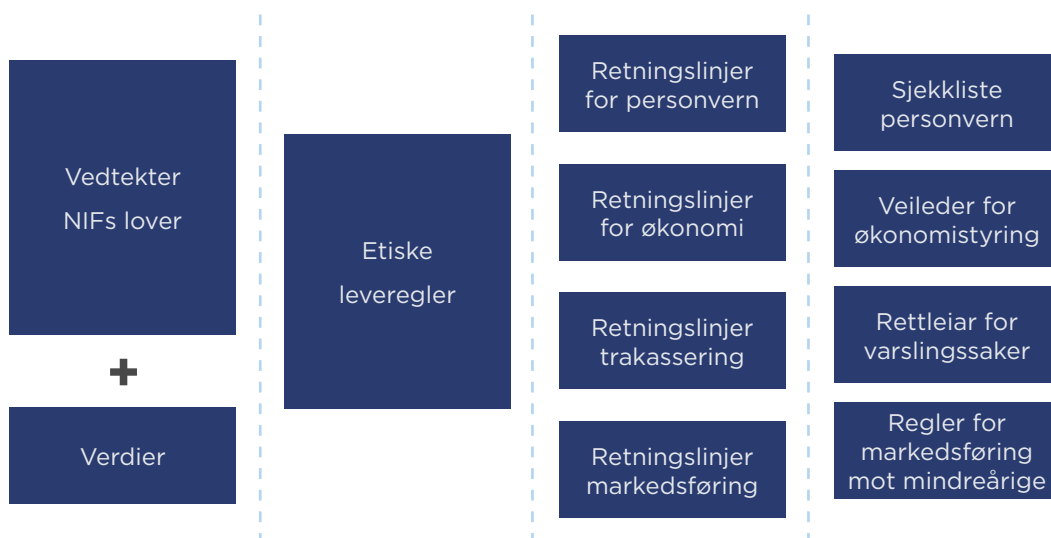 Vedtekter
NIFs lover
Verdier
Etiske
leveregler
Retningslinjer
for personvern
Retningslinjer
for økonomi
Retningslinjer
trakassering
Retningslinjer
markedsføring
Sjekkliste
personvern
Veileder for
økonomistyring
Rettleiar for
varslingssaker
Regler for
markedsføring
mot mindreårige